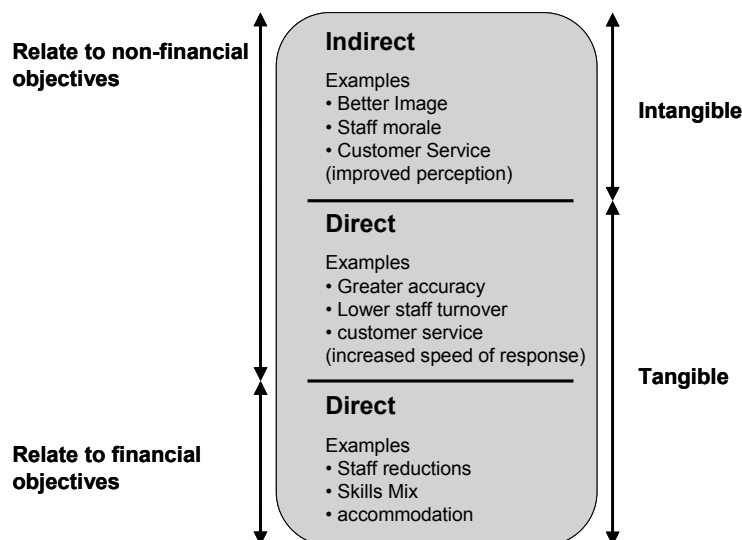 Relate to non-financial
objectives
Indirect
Examples
• Better Image
• Staff morale
• Customer Service
(improved perception)
Intangible
Direct
Examples
• Greater accuracy
• Lower staff turnover
• customer service
(increased speed of response)
Tangible
Relate to financial
objectives
Direct
Examples
• Staff reductions
• Skills Mix
• accommodation